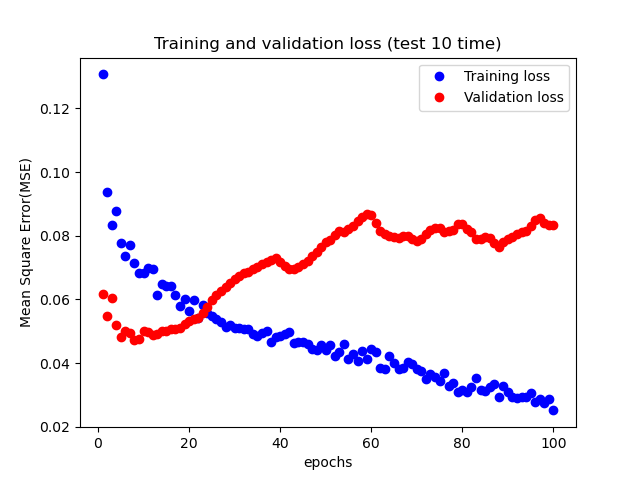 Training and validation loss (test 10 time)
Training loss
Validation loss
Mean Square Error(MSE)
0.12
0.10
0.08
0.06
0.04
0.02
0 20 40 60 80 100
epochs